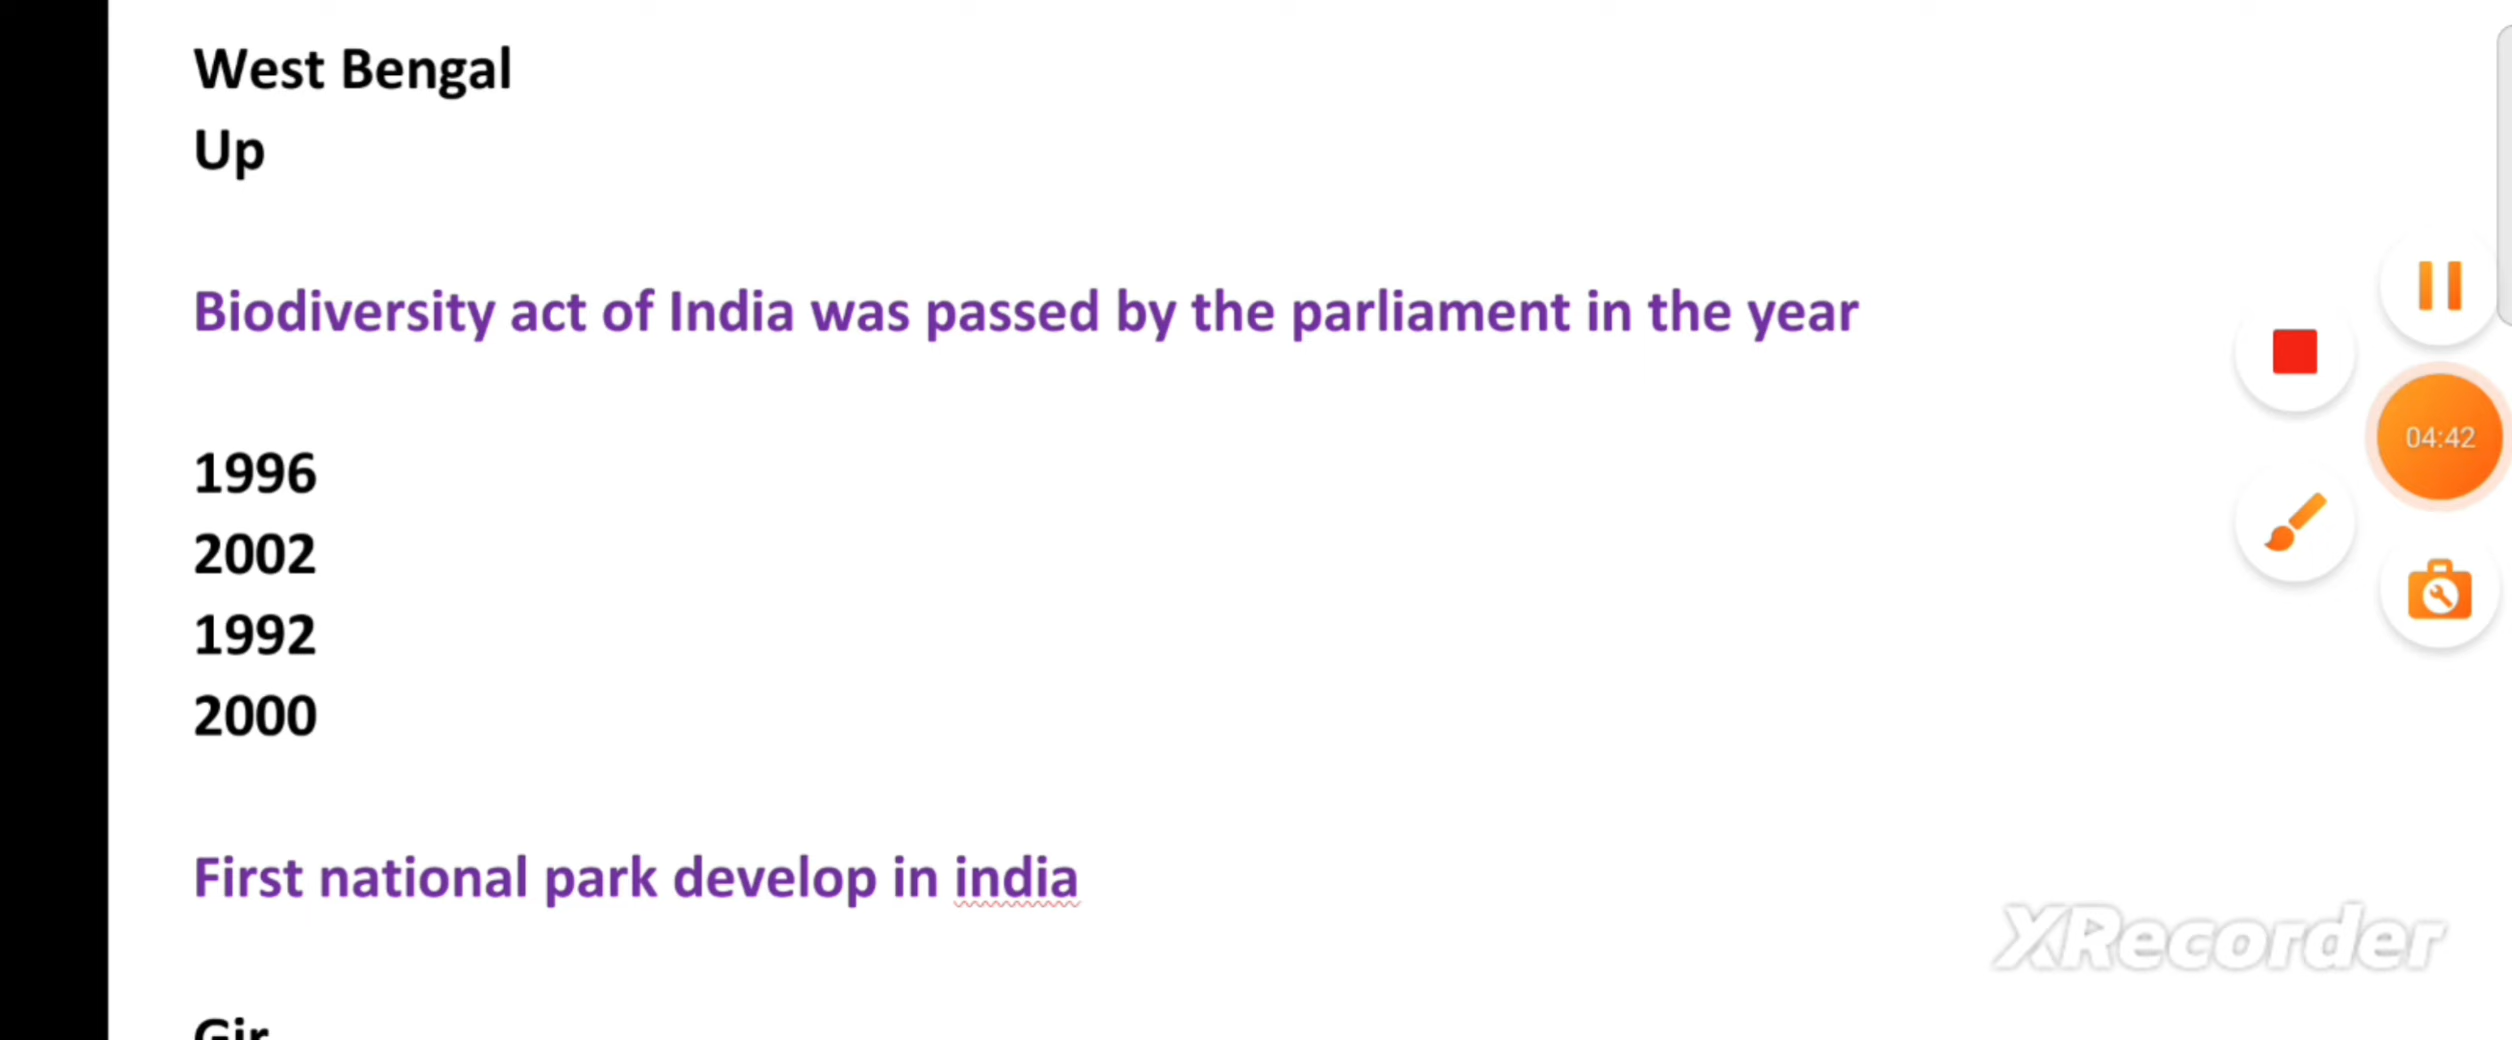 West Bengal
Up
Biodiversity act of India was passed by the parliament in the year
1996
2002
1992
2000
04:42
First national park develop in india
XRecorder
Gir